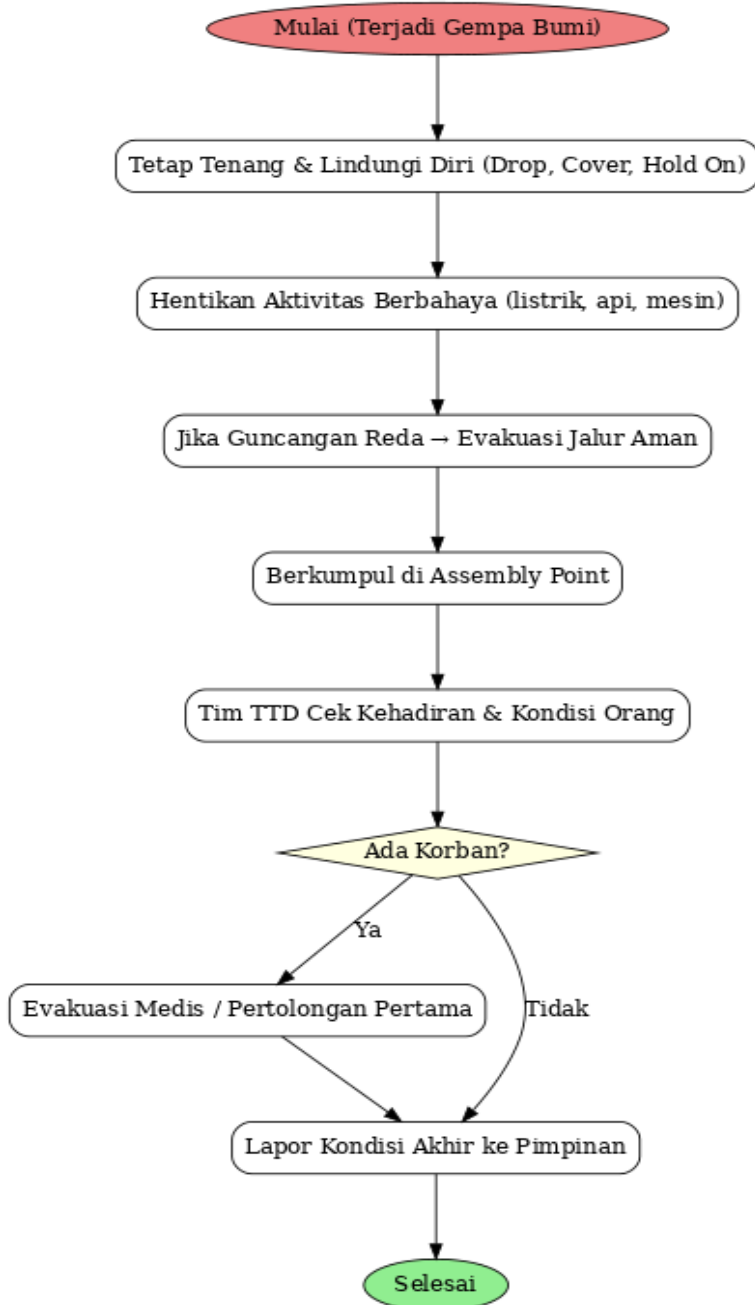 Mulai (Terjadi Gempa Bumi)
Tetap Tenang & Lindungi Diri (Drop, Cover, Hold On)
Hentikan Aktivitas Berbahaya (listrik, api, mesin)
Jika Guncangan Reda → Evakuasi Jalur Aman
Berkumpul di Assembly Point
Tim TTD Cek Kehadiran & Kondisi Orang
Ada Korban?
Ya
Evakuasi Medis / Pertolongan Pertama
Tidak
Lapor Kondisi Akhir ke Pimpinan
Selesai